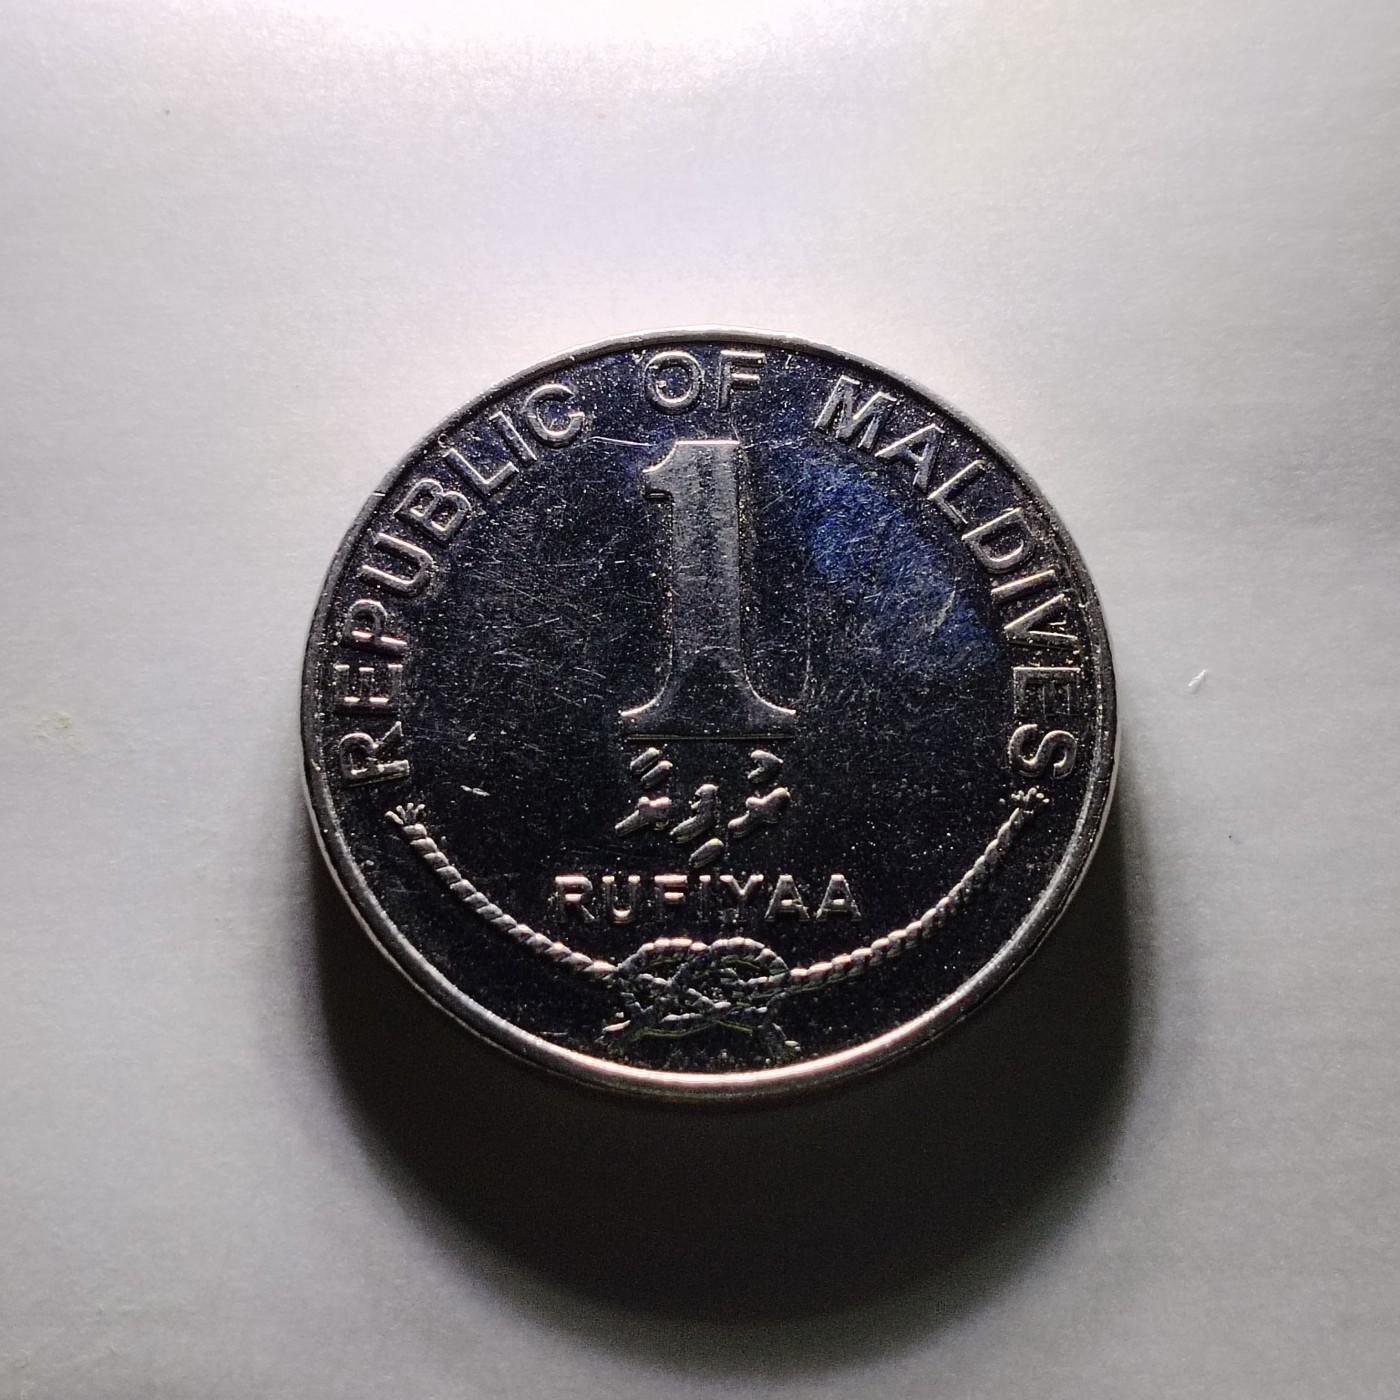 REPUBLIC OF MALDIVES
1
ރުފިޔާ
RUFIYAA